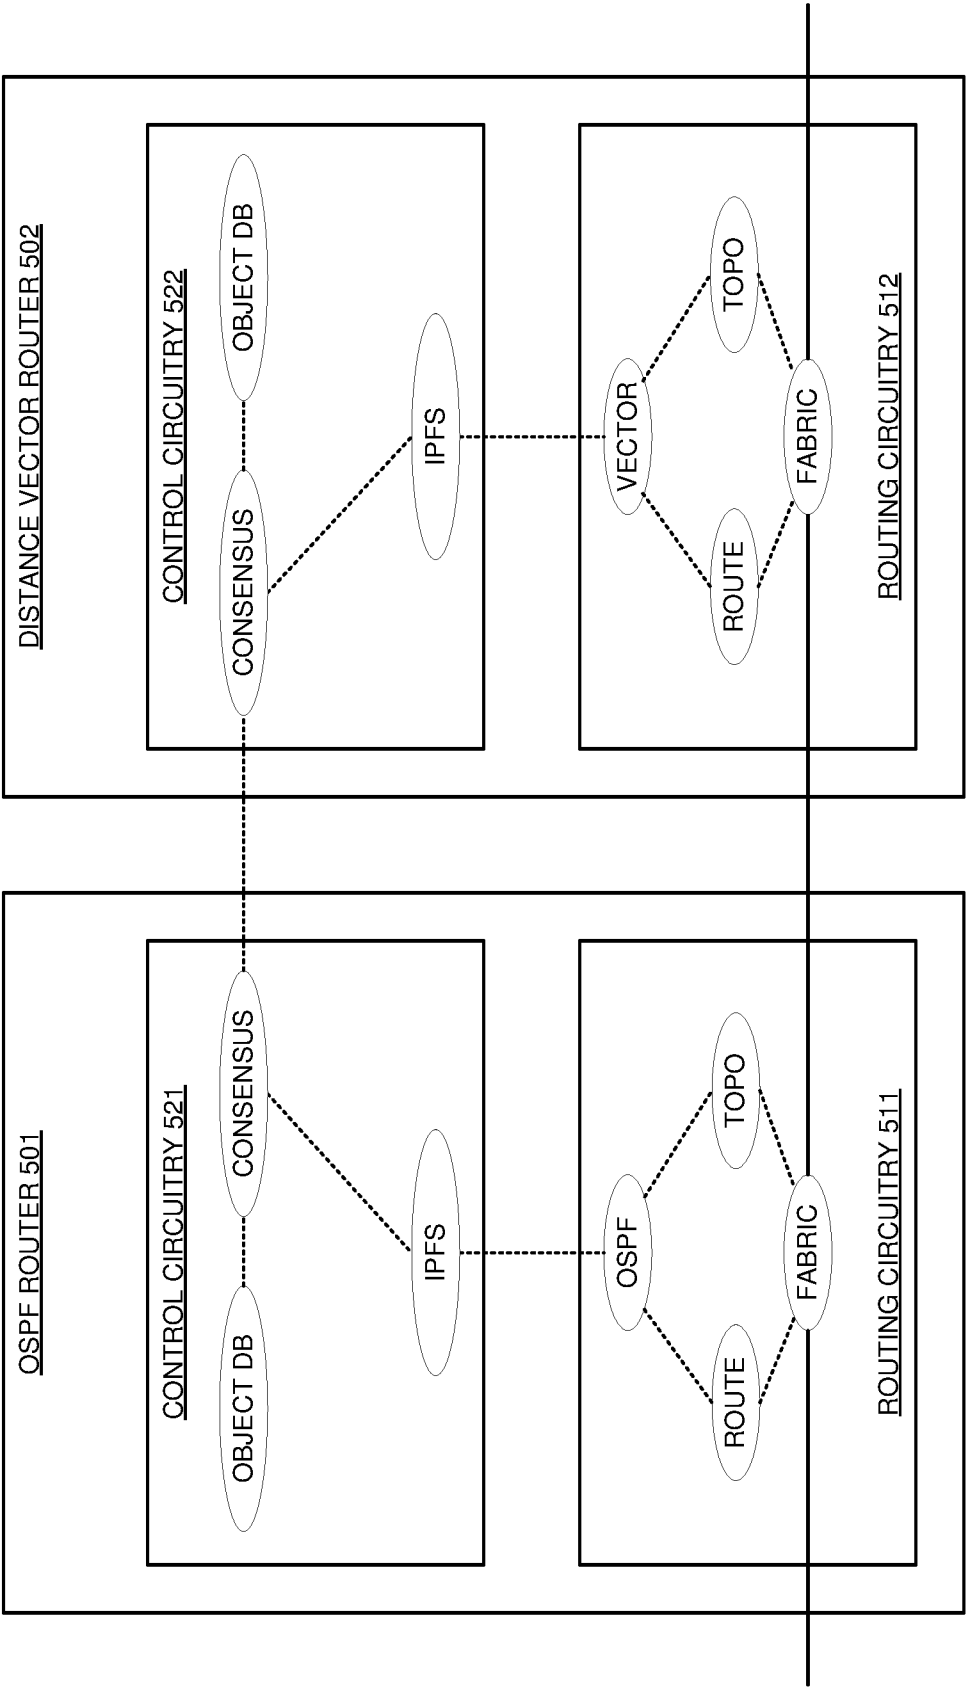 OSPF ROUTER 501
CONTROL CIRCUITRY 521
OBJECT DB
CONSENSUS
IPFS
OSPF
ROUTE
TOPO
FABRIC
ROUTING CIRCUITRY 511
DISTANCE VECTOR ROUTER 502
CONTROL CIRCUITRY 522
CONSENSUS
OBJECT DB
IPFS
VECTOR
ROUTE
TOPO
FABRIC
ROUTING CIRCUITRY 512